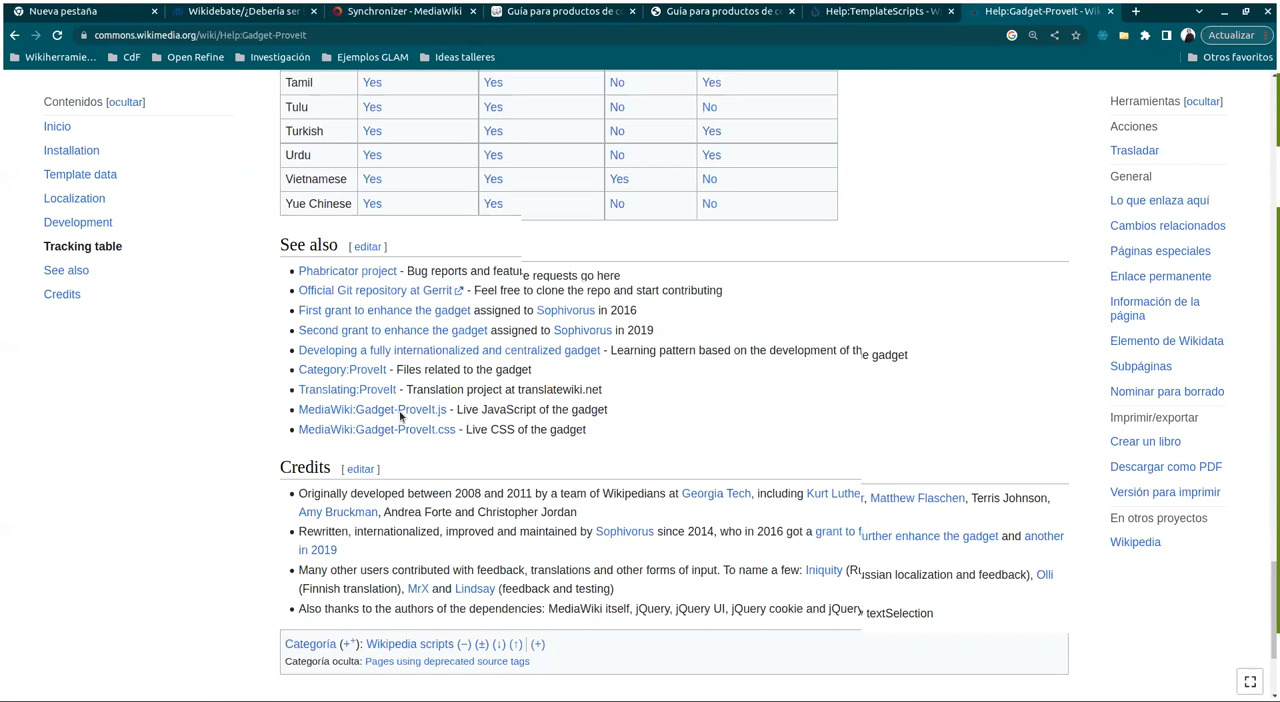 Nueva pestaña
Wikidebate/¿Debería ser
Synchronizer - MediaWiki
Guía para productos de c
Guía para productos de c
Help:TemplateScripts - W
Help:Gadget-ProveIt - Wik
commons.wikimedia.org/wiki/Help:Gadget-ProveIt
Actualizar
Wikiherramie...
CdF
Open Refine
Investigación
Ejemplos GLAM
Ideas talleres
Otros favoritos
Contenidos [ocultar]
Inicio
Installation
Template data
Localization
Development
Tracking table
See also
Credits
Tamil Yes Yes No Yes
Tulu Yes Yes No No
Turkish Yes Yes No Yes
Urdu Yes Yes No Yes
Vietnamese Yes Yes Yes No
Yue Chinese Yes Yes No No
See also [ editar ]
Phabricator project - Bug reports and feature requests go here
Official Git repository at Gerrit - Feel free to clone the repo and start contributing
First grant to enhance the gadget assigned to Sophivorus in 2016
Second grant to enhance the gadget assigned to Sophivorus in 2019
Developing a fully internationalized and centralized gadget - Learning pattern based on the development of the gadget
Category:ProveIt - Files related to the gadget
Translating:ProveIt - Translation project at translatewiki.net
MediaWiki:Gadget-ProveIt.js - Live JavaScript of the gadget
MediaWiki:Gadget-ProveIt.css - Live CSS of the gadget
Credits [ editar ]
Originally developed between 2008 and 2011 by a team of Wikipedians at Georgia Tech, including Kurt Luther, Matthew Flaschen, Terris Johnson,
Amy Bruckman, Andrea Forte and Christopher Jordan
Rewritten, internationalized, improved and maintained by Sophivorus since 2014, who in 2016 got a grant to further enhance the gadget and another
in 2019
Many other users contributed with feedback, translations and other forms of input. To name a few: Iniquity (Russian localization and feedback), Olli
(Finnish translation), MrX and Lindsay (feedback and testing)
Also thanks to the authors of the dependencies: MediaWiki itself, jQuery, jQuery UI, jQuery cookie and jQuery textSelection
Categoría (++): Wikipedia scripts (−) (±) (↓) (↑) | (+)
Categoría oculta: Pages using deprecated source tags
Herramientas [ocultar]
Acciones
Trasladar
General
Lo que enlaza aquí
Cambios relacionados
Páginas especiales
Enlace permanente
Información de la
página
Elemento de Wikidata
Subpáginas
Nominar para borrado
Imprimir/exportar
Crear un libro
Descargar como PDF
Versión para imprimir
En otros proyectos
Wikipedia